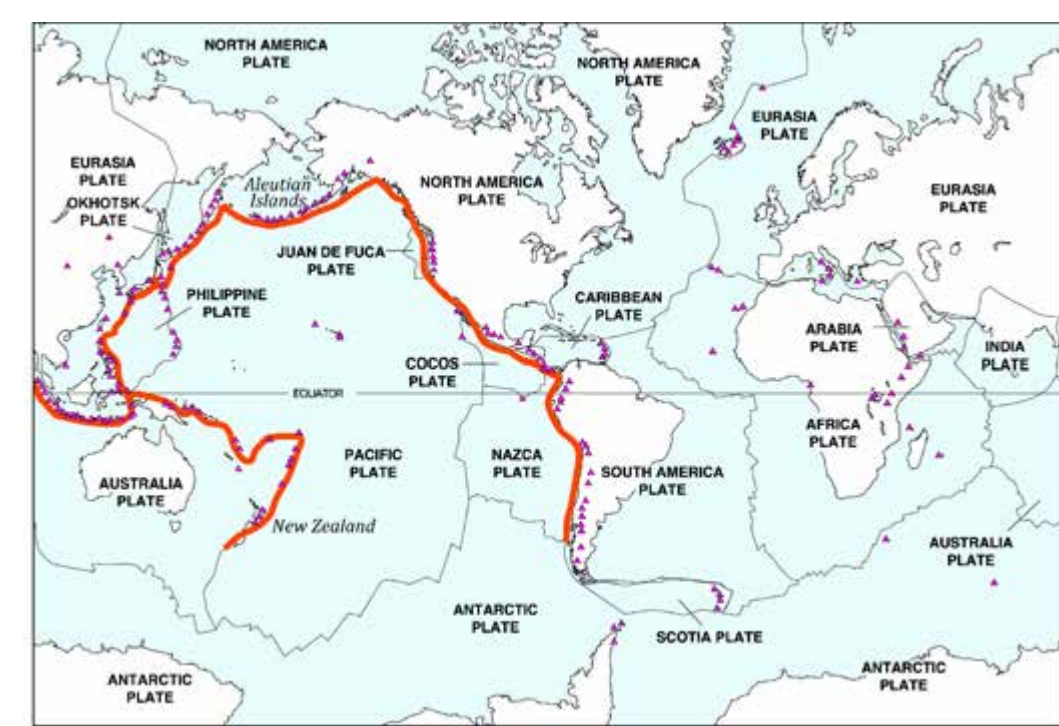 NORTH AMERICA
PLATE
NORTH AMERICA
PLATE
EURASIA
PLATE
EURASIA
PLATE
OKHOTSK
PLATE
Aleutian
Islands
NORTH AMERICA
PLATE
EURASIA
PLATE
JUAN DE FUCA
PLATE
PHILIPPINE
PLATE
CARIBBEAN
PLATE
ARABIA
PLATE
INDIA
PLATE
COCOS
PLATE
EQUATOR
AFRICA
PLATE
AUSTRALIA
PLATE
PACIFIC
PLATE
NAZCA
PLATE
SOUTH AMERICA
PLATE
New Zealand
AUSTRALIA
PLATE
ANTARCTIC
PLATE
SCOTIA PLATE
ANTARCTIC
PLATE
ANTARCTIC
PLATE